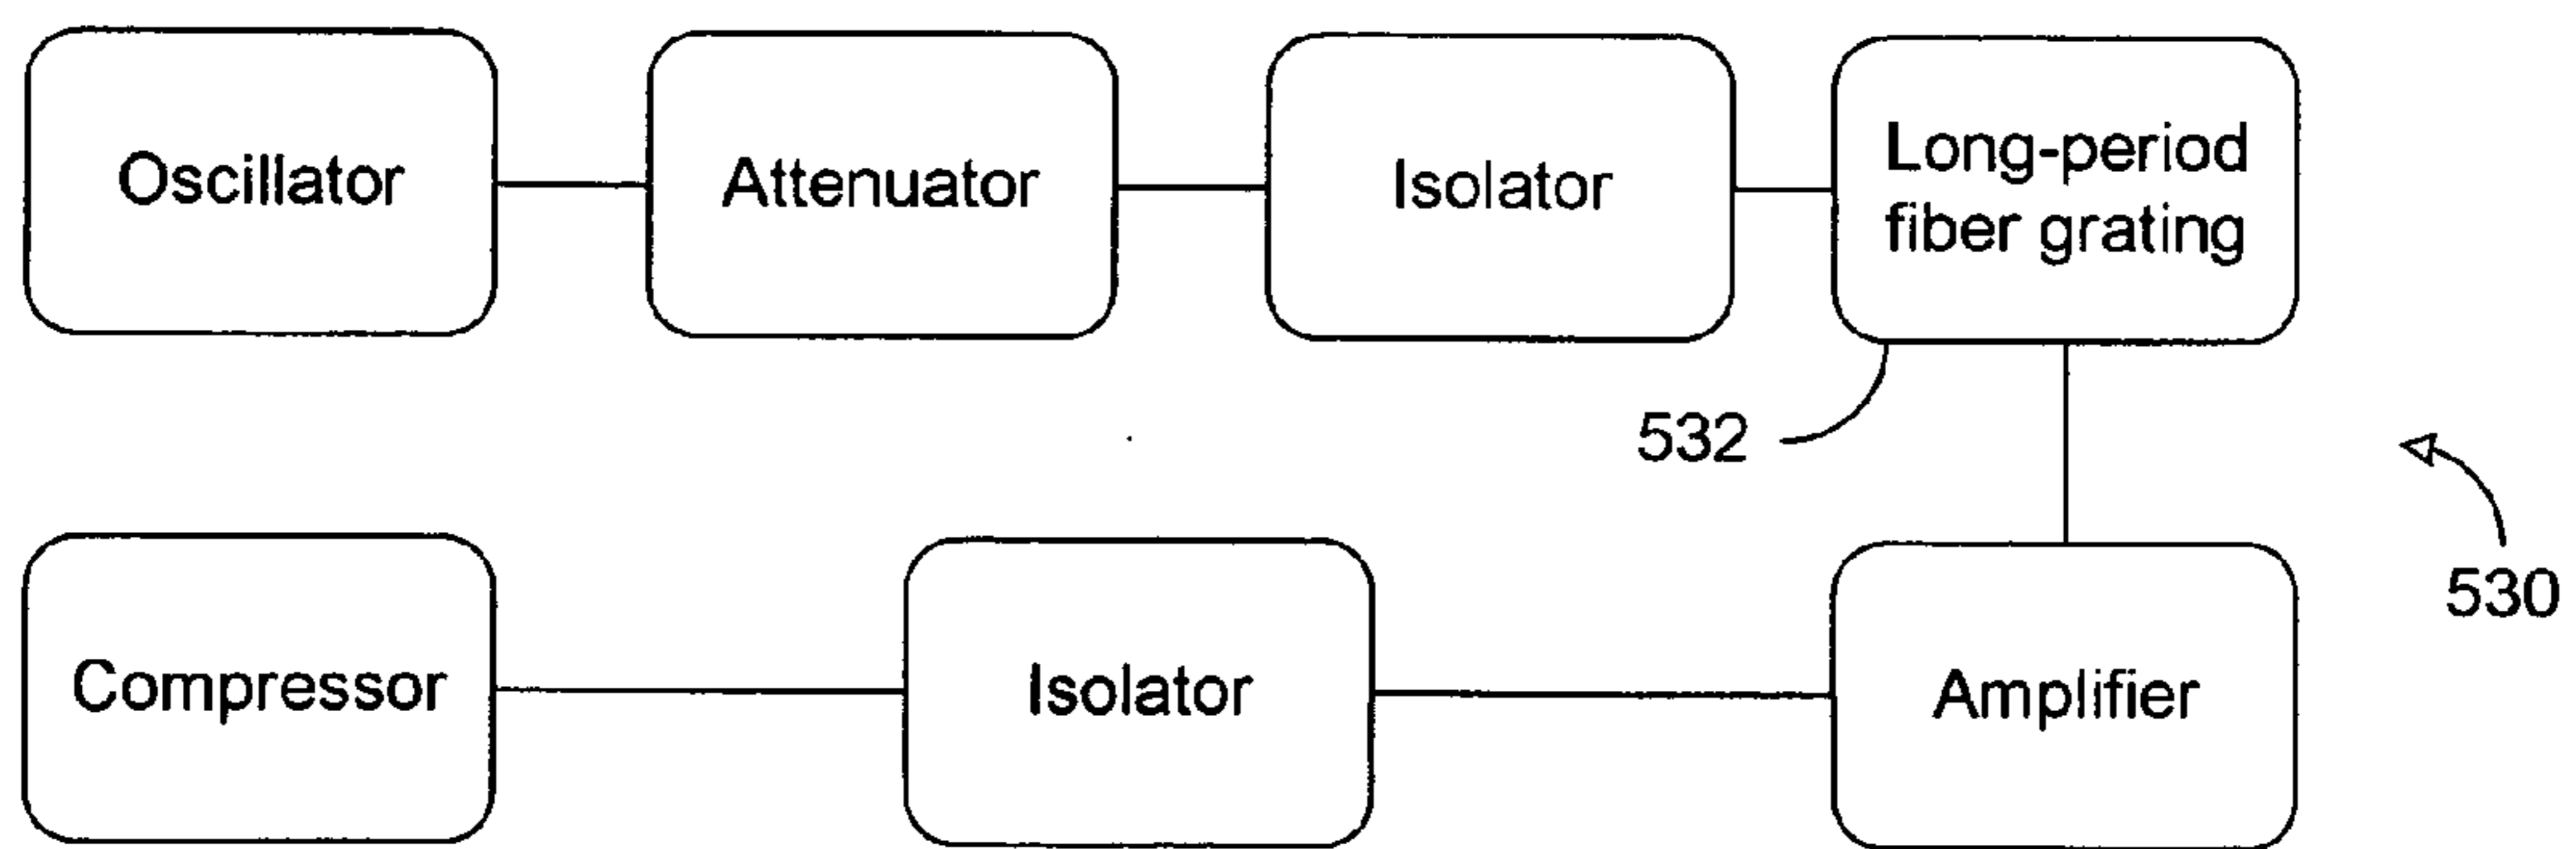 Oscillator
Attenuator
Isolator
Long-period
fiber grating
532
530
Compressor
Isolator
Amplifier